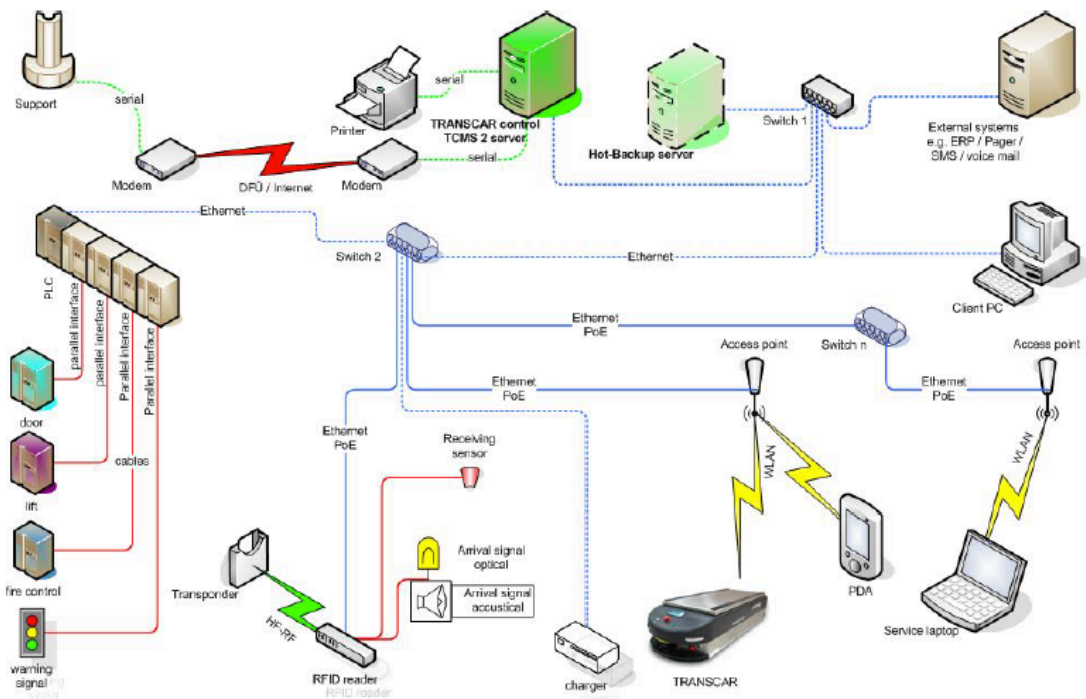 Support
serial
Printer
serial
TRANSCAR control
TCMS 2 server
serial
Modem
DFÜ / Internet
Modem
Hot-Backup server
Switch 1
External systems
e.g. ERP / Pager /
SMS / voice mail
Ethernet
Switch 2
Ethernet
Client PC
PLC
parallel interface
parallel interface
Parallel interface
Parallel interface
Ethernet
PoE
Switch n
Access point
Access point
Ethernet
PoE
Ethernet
PoE
door
Ethernet
PoE
Receiving
sensor
WLAN
WLAN
cables
lift
Transponder
Arrival signal
optical
Arrival signal
accustical
fire control
HF-RF
PDA
Service laptop
warning
signal
RFID reader
RFID reader
charger
TRANSCAR